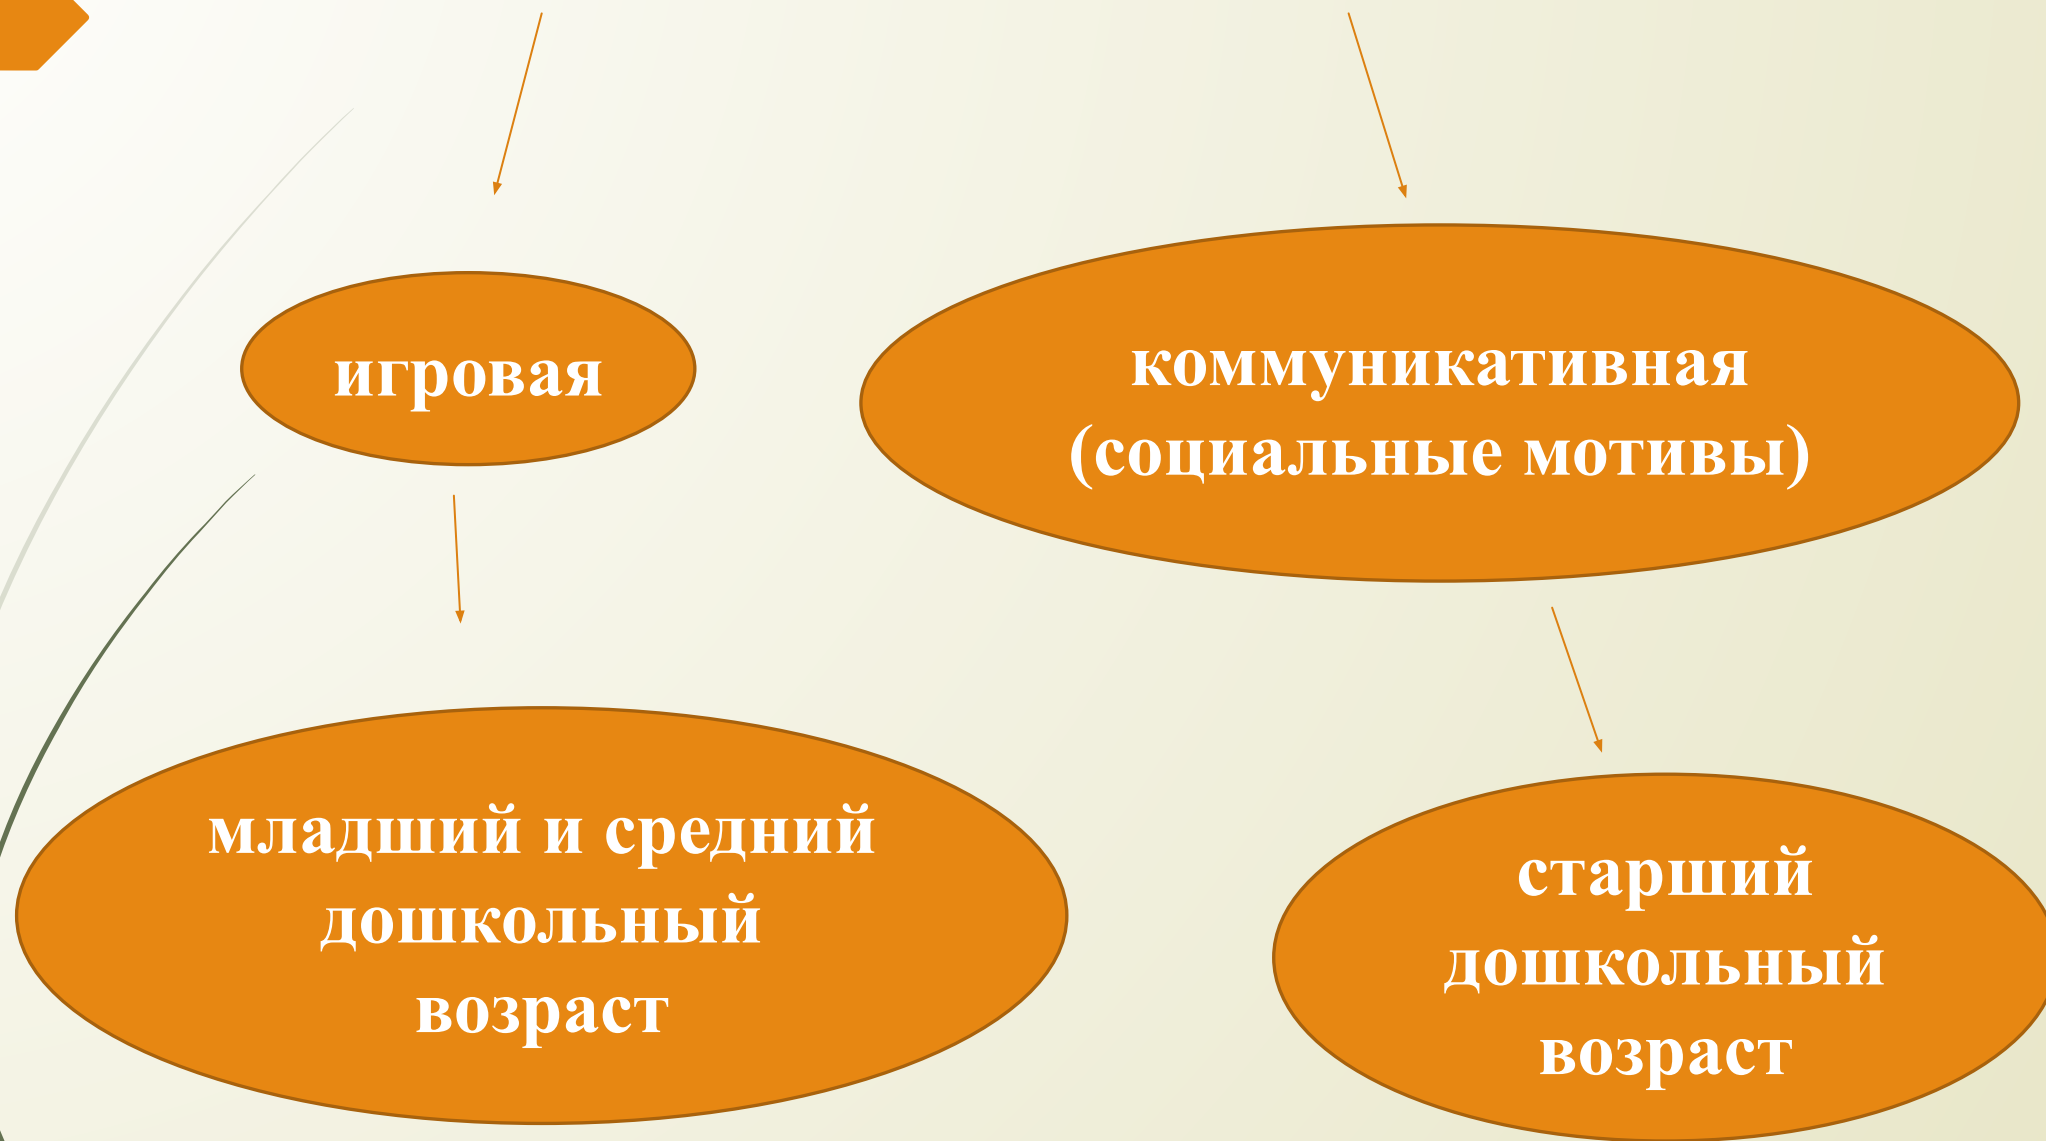 игровая
коммуникативная
(социальные мотивы)
младший и средний
дошкольный
возраст
старший
дошкольный
возраст